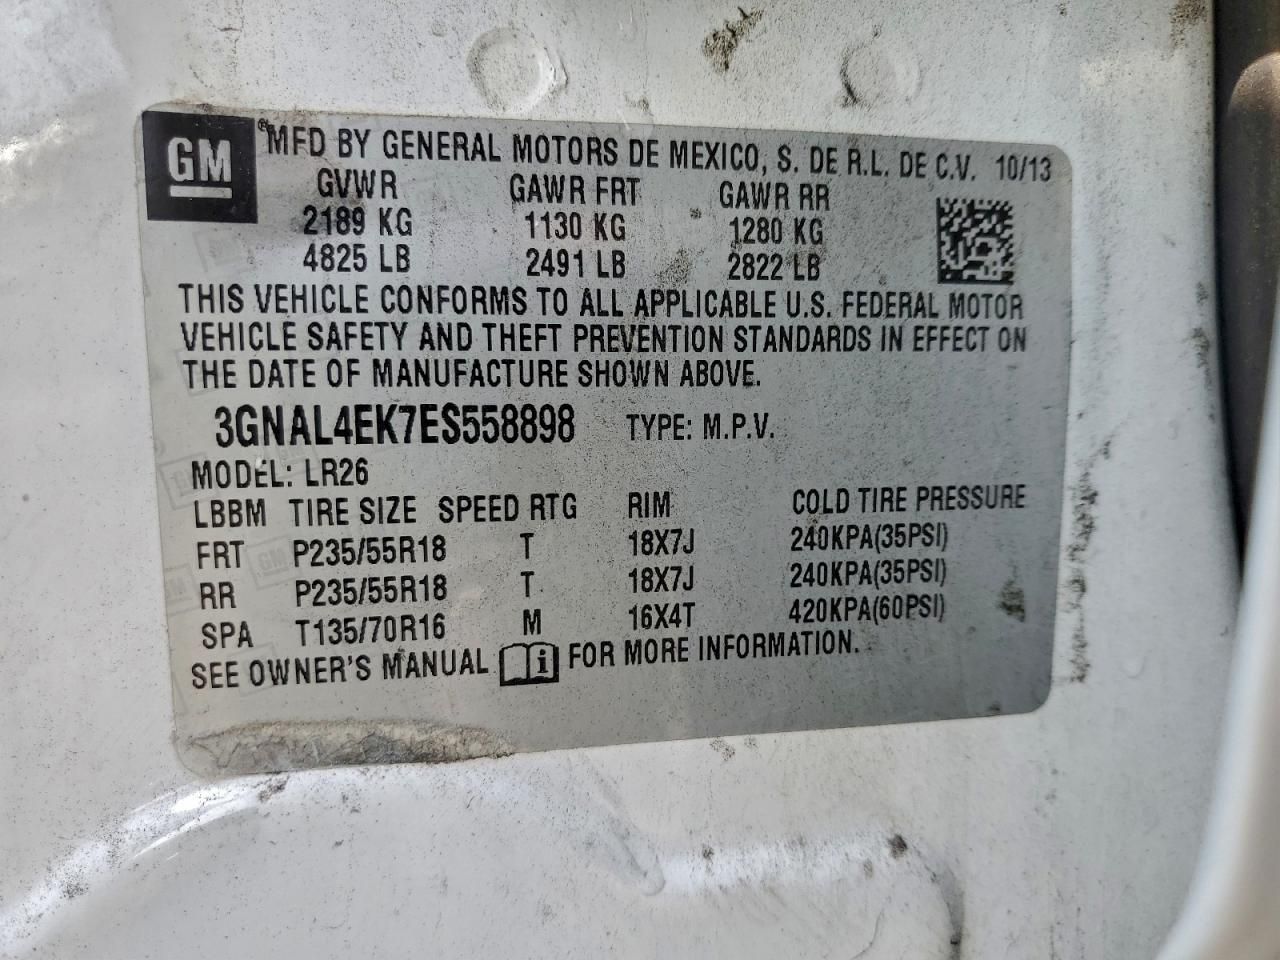 GM ® MFD BY GENERAL MOTORS DE MEXICO, S. DE R.L. DE C.V. 10/13
GVWR GAWR FRT GAWR RR
2189 KG 1130 KG 1280 KG
4825 LB 2491 LB 2822 LB
THIS VEHICLE CONFORMS TO ALL APPLICABLE U.S. FEDERAL MOTOR
VEHICLE SAFETY AND THEFT PREVENTION STANDARDS IN EFFECT ON
THE DATE OF MANUFACTURE SHOWN ABOVE.
3GNAL4EK7ES558898 TYPE: M.P.V.
MODEL: LR26
LBBM TIRE SIZE SPEED RTG RIM COLD TIRE PRESSURE
FRT P235/55R18 T 18X7J 240KPA(35PSI)
RR P235/55R18 T 18X7J 240KPA(35PSI)
SPA T135/70R16 M 16X4T 420KPA(60PSI)
SEE OWNER'S MANUAL i FOR MORE INFORMATION.